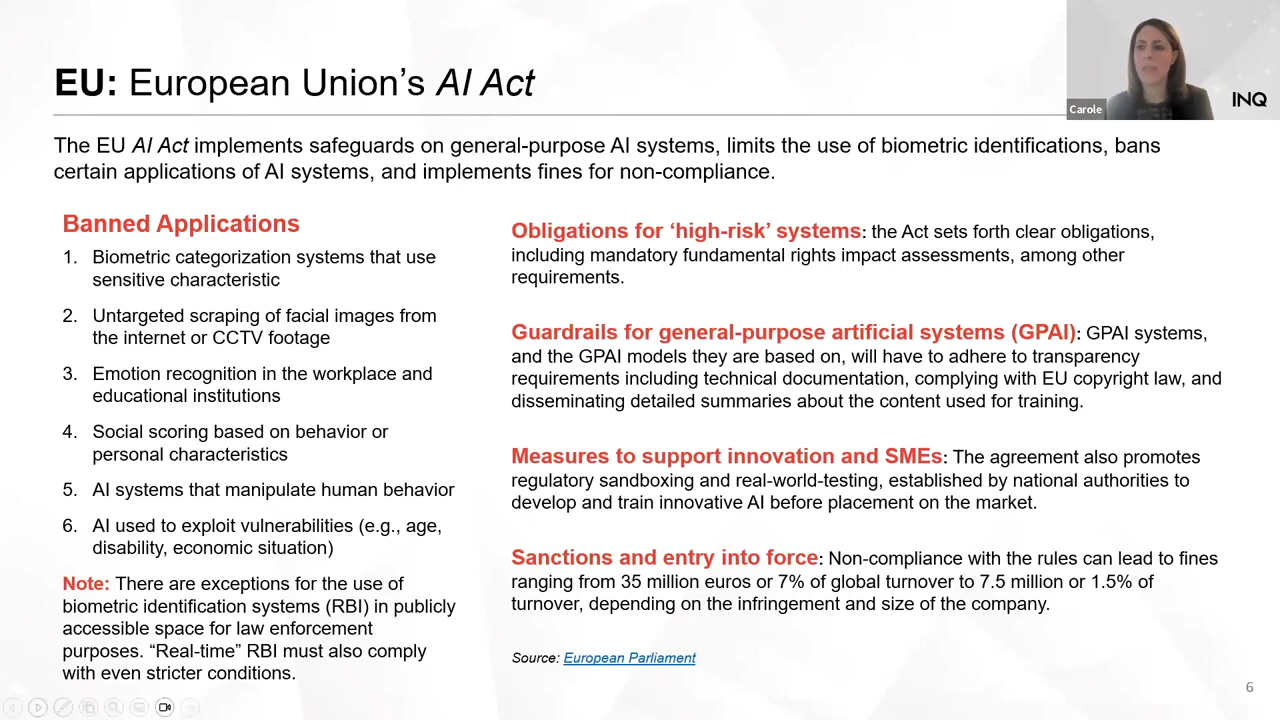 EU: European Union's AI Act
Carole
INQ
The EU AI Act implements safeguards on general-purpose AI systems, limits the use of biometric identifications, bans
certain applications of AI systems, and implements fines for non-compliance.
Banned Applications
1. Biometric categorization systems that use
sensitive characteristic
2. Untargeted scraping of facial images from
the internet or CCTV footage
3. Emotion recognition in the workplace and
educational institutions
4. Social scoring based on behavior or
personal characteristics
5. AI systems that manipulate human behavior
6. AI used to exploit vulnerabilities (e.g., age,
disability, economic situation)
Note: There are exceptions for the use of
biometric identification systems (RBI) in publicly
accessible space for law enforcement
purposes. “Real-time” RBI must also comply
with even stricter conditions.
Obligations for ‘high-risk’ systems: the Act sets forth clear obligations,
including mandatory fundamental rights impact assessments, among other
requirements.
Guardrails for general-purpose artificial systems (GPAI): GPAI systems,
and the GPAI models they are based on, will have to adhere to transparency
requirements including technical documentation, complying with EU copyright law, and
disseminating detailed summaries about the content used for training.
Measures to support innovation and SMEs: The agreement also promotes
regulatory sandboxing and real-world-testing, established by national authorities to
develop and train innovative AI before placement on the market.
Sanctions and entry into force: Non-compliance with the rules can lead to fines
ranging from 35 million euros or 7% of global turnover to 7.5 million or 1.5% of
turnover, depending on the infringement and size of the company.
Source: European Parliament
6